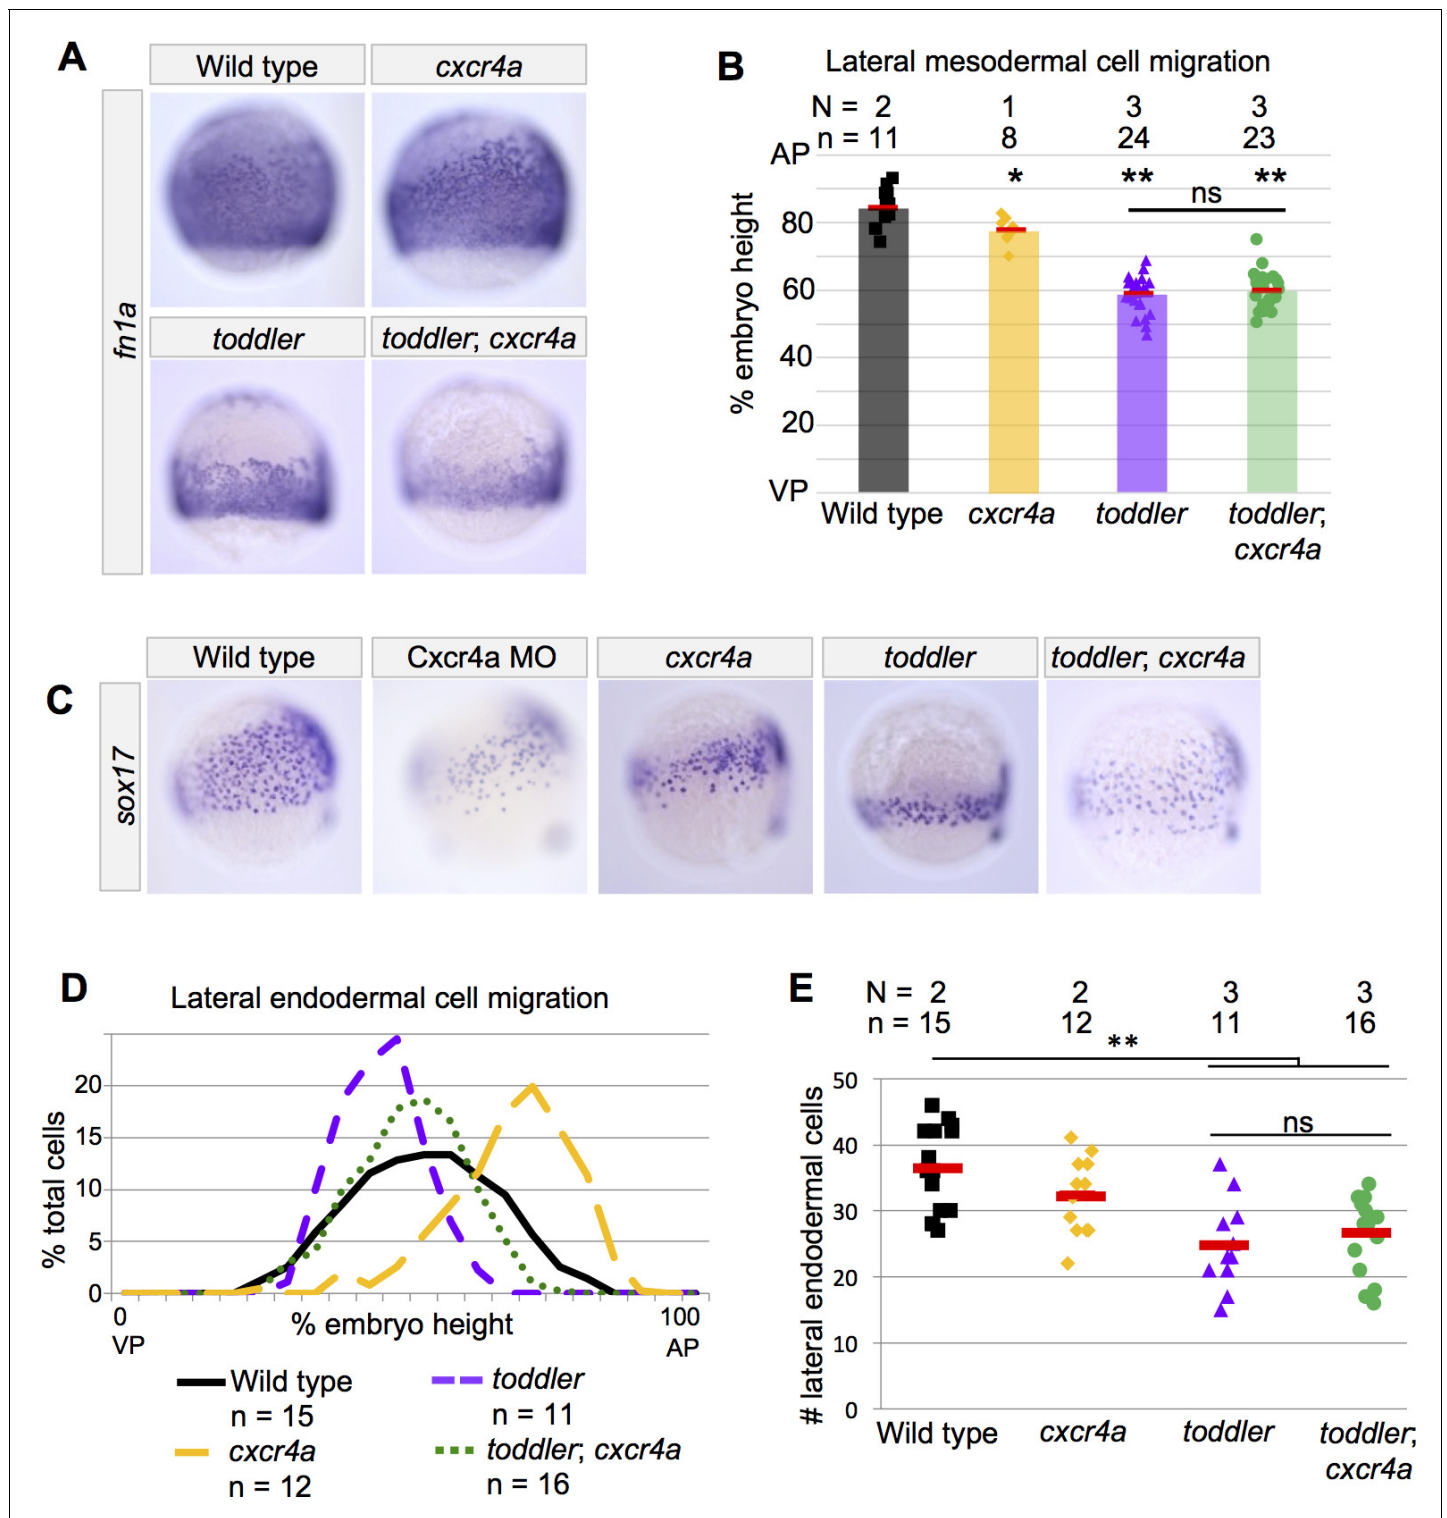 A
Wild type
cxcr4a
fn1a
toddler
toddler; cxcr4a
B
Lateral mesodermal cell migration
N = 2 1 3 3
n = 11 8 24 23
AP
* ** **
ns
80
60
40
20
VP
% embryo height
Wild type cxcr4a toddler toddler;
cxcr4a
C
Wild type
Cxcr4a MO
cxcr4a
toddler
toddler; cxcr4a
sox17
D
Lateral endodermal cell migration
20
15
10
5
0
% total cells
0 100
VP % embryo height AP
Wild type
n = 15
toddler
n = 11
cxcr4a
n = 12
toddler; cxcr4a
n = 16
E
N = 2 2 3 3
n = 15 12 11 16
**
ns
50
40
30
20
10
0
# lateral endodermal cells
Wild type cxcr4a toddler toddler;
cxcr4a